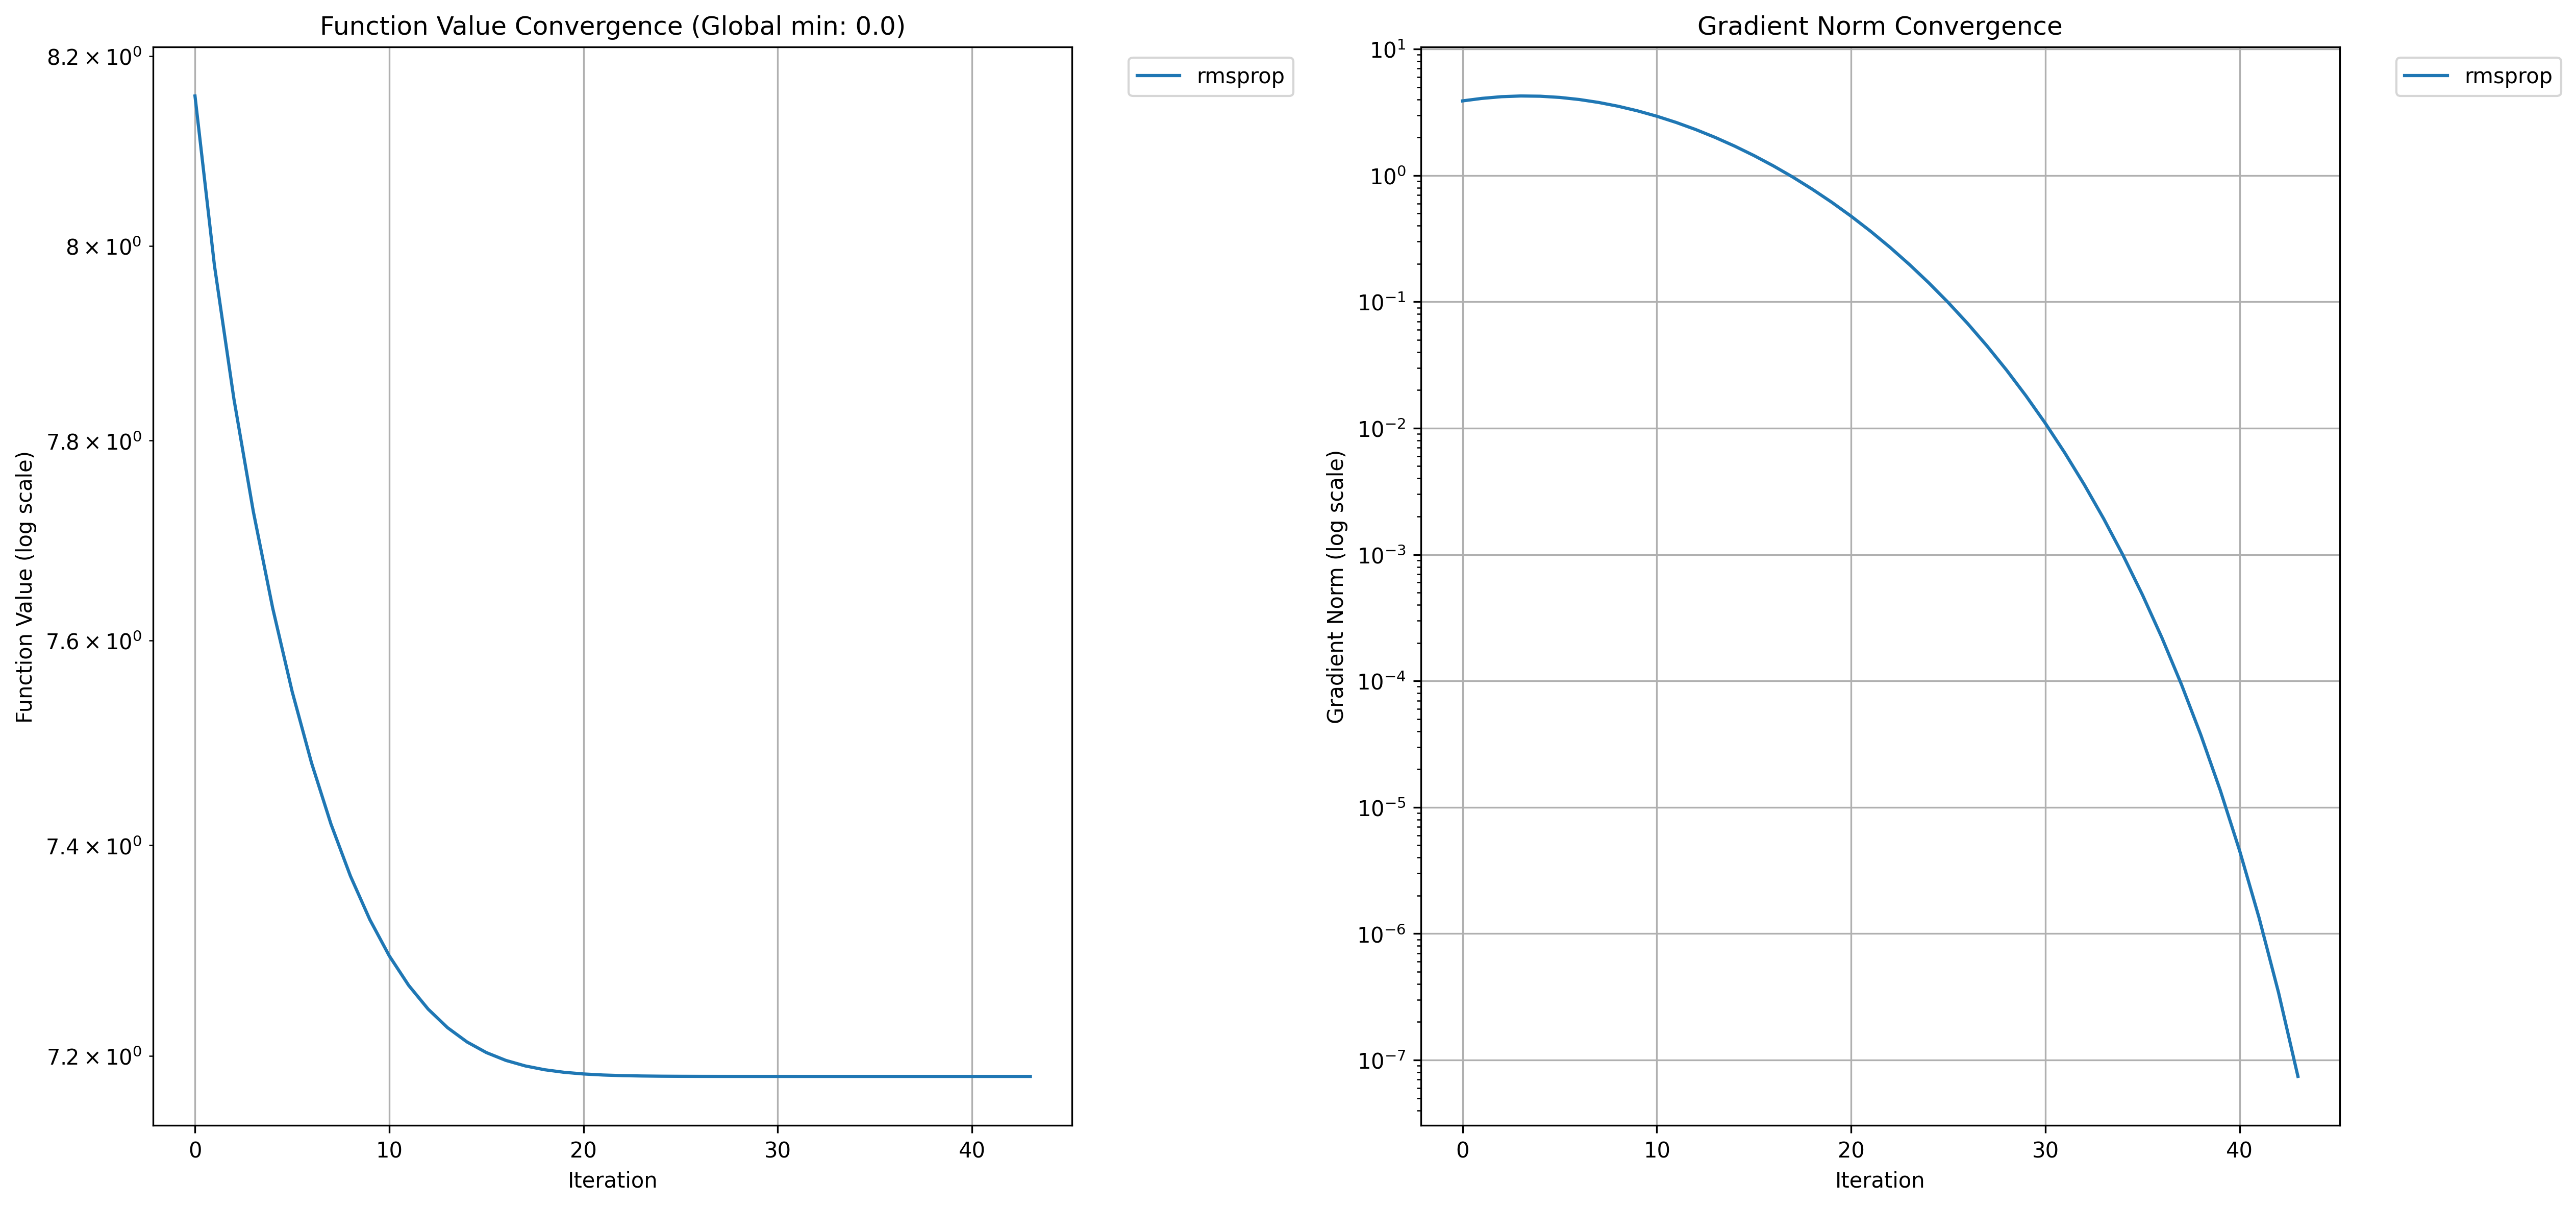 Function Value Convergence (Global min: 0.0)
8.2 × 10⁰
8 × 10⁰
7.8 × 10⁰
7.6 × 10⁰
7.4 × 10⁰
7.2 × 10⁰
Function Value (log scale)
0 10 20 30 40
Iteration
rmsprop
Gradient Norm Convergence
10¹
10⁰
10⁻¹
10⁻²
10⁻³
10⁻⁴
10⁻⁵
10⁻⁶
10⁻⁷
Gradient Norm (log scale)
0 10 20 30 40
Iteration
rmsprop